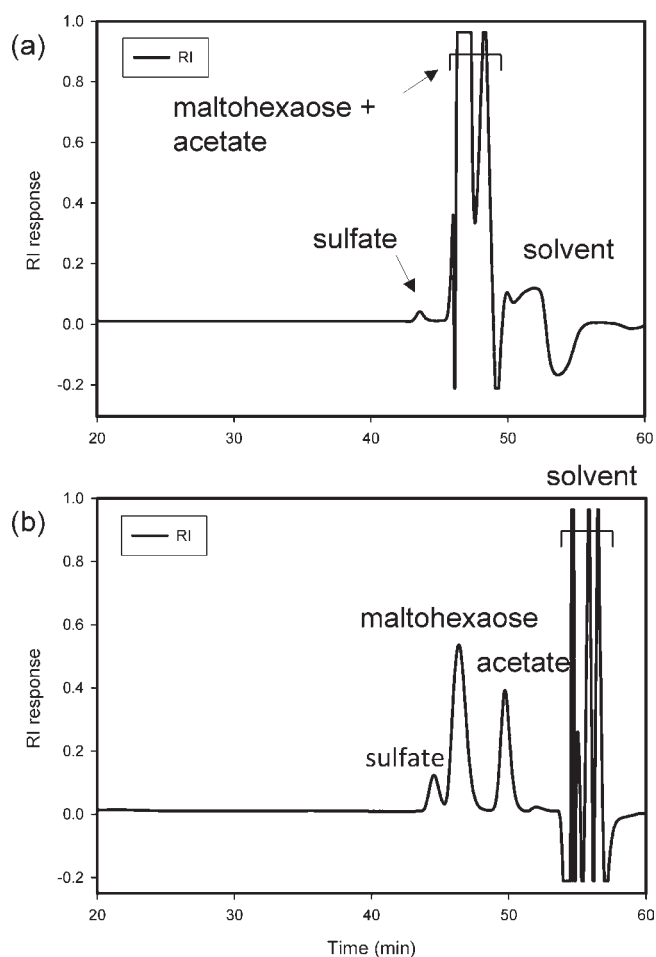 (a)
RI
maltohexaose +
acetate
sulfate
solvent
RI response
1.0
0.8
0.6
0.4
0.2
0.0
-0.2
20 30 40 50 60
solvent
(b)
RI
maltohexaose
acetate
sulfate
RI response
1.0
0.8
0.6
0.4
0.2
0.0
-0.2
20 30 40 50 60
Time (min)